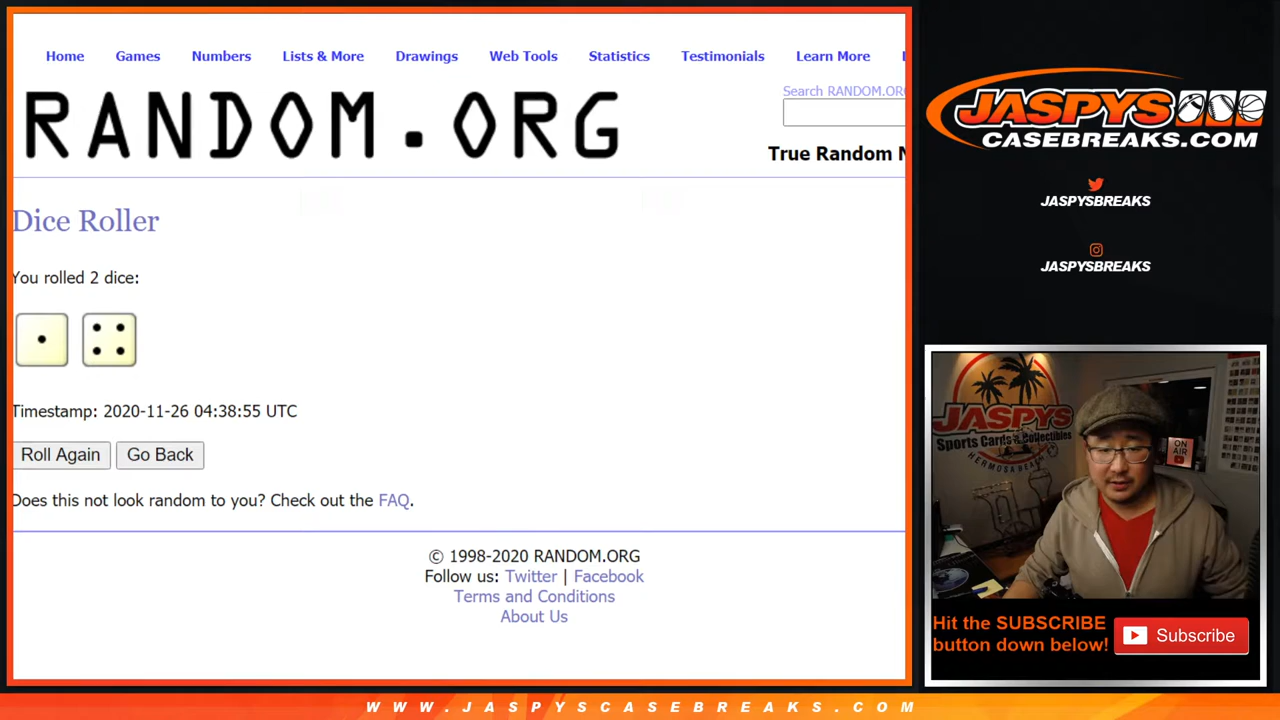 Home Games Numbers Lists & More Drawings Web Tools Statistics Testimonials Learn More
Search RANDOM.ORG
RANDOM.ORG
True Random N
Dice Roller
You rolled 2 dice:
Timestamp: 2020-11-26 04:38:55 UTC
Roll Again Go Back
Does this not look random to you? Check out the FAQ.
© 1998-2020 RANDOM.ORG
Follow us: Twitter | Facebook
Terms and Conditions
About Us
JASPYS
CASEBREAKS.COM
JASPYSBREAKS
JASPYSBREAKS
JASPYS
Sports Cards & Collectibles
HERMOSA BEACH
ON
AIR
Hit the SUBSCRIBE
button down below!
Subscribe
WWW.JASPYSCASEBREAKS.COM